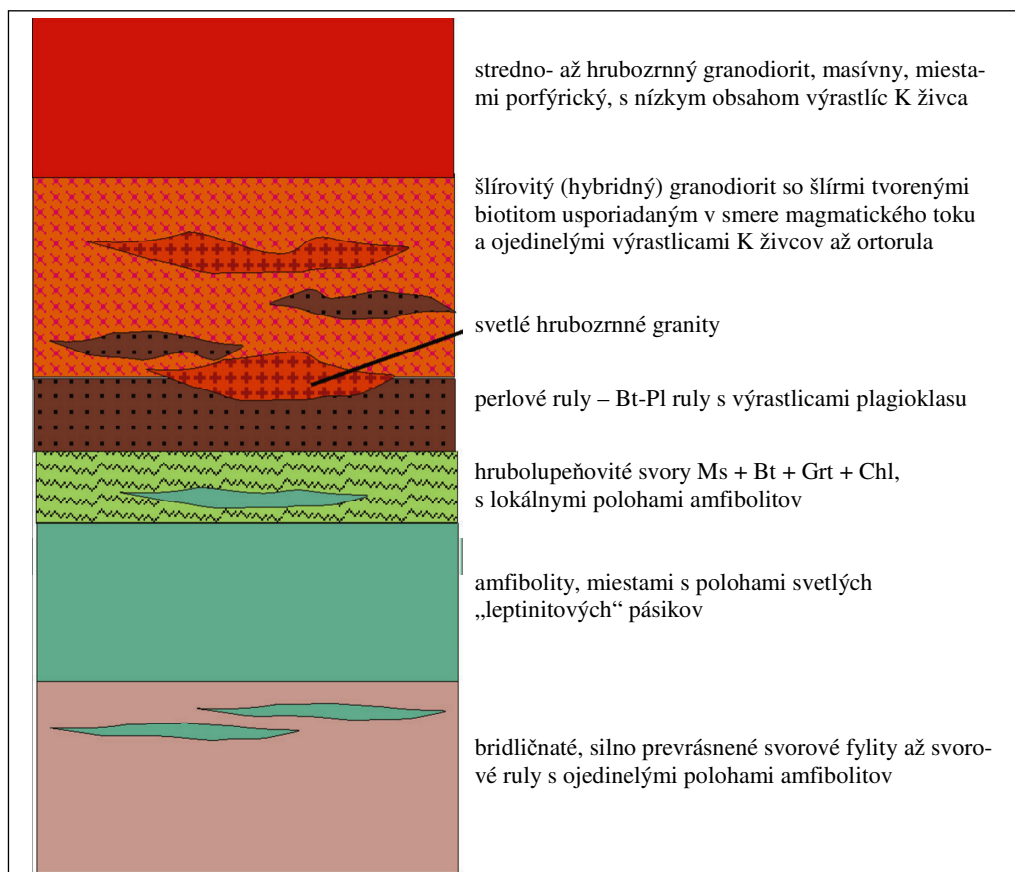 stredno- až hrubozrnný granodiorit, masívny, miesta-
mi porfýrický, s nízkym obsahom výrastlíc K živca
šlírovitý (hybridný) granodiorit so šlírmi tvorenými
biotitom usporiadaným v smere magmatického toku
a ojedinelými výrastlicami K živcov až ortorula
svetlé hrubozrnné granity
perlové ruly – Bt-Pl ruly s výrastlicami plagioklasu
hrubolupeňovité svory Ms + Bt + Grt + Chl,
s lokálnymi polohami amfibolitov
amfibolity, miestami s polohami svetlých
„leptinitových“ pásikov
bridličnaté, silno prevrásnené svorové fylity až svoro-
vé ruly s ojedinelými polohami amfibolitov